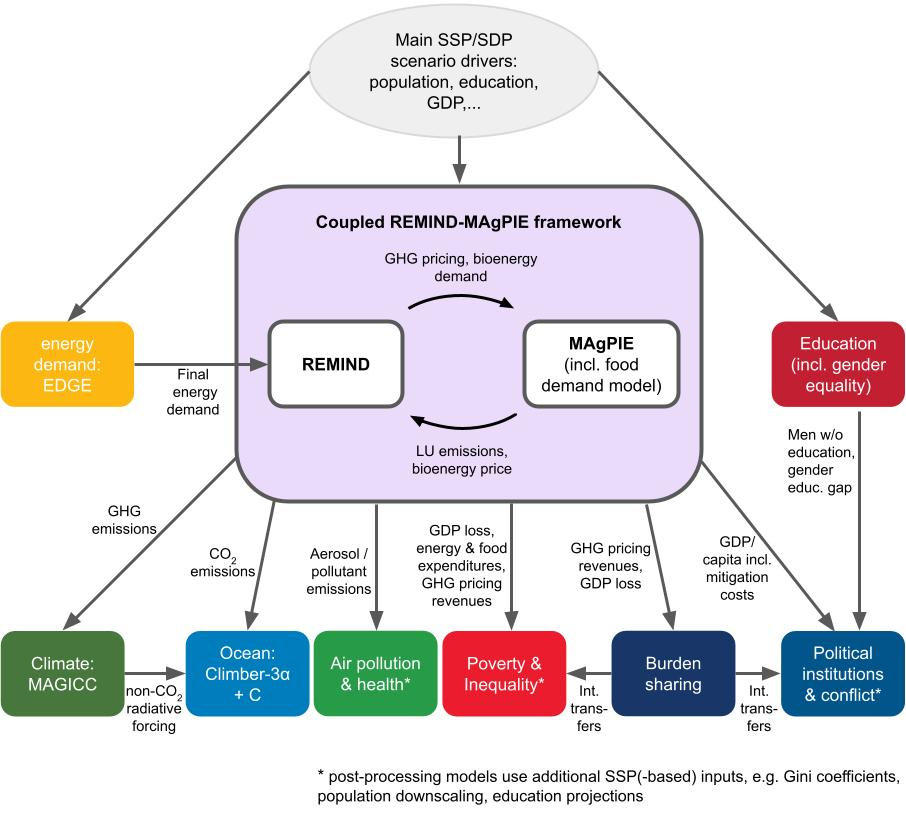 Main SSP/SDP
scenario drivers:
population, education,
GDP,...
Coupled REMIND-MAgPIE framework
GHG pricing, bioenergy
demand
energy
demand:
EDGE
Final
energy
demand
REMIND
MAgPIE
(incl. food
demand model)
Education
(incl. gender
equality)
LU emissions,
bioenergy price
Men w/o
education,
gender
educ. gap
GHG
emissions
CO2
emissions
Aerosol /
pollutant
emissions
GDP loss,
energy & food
expenditures,
GHG pricing
revenues
GHG pricing
revenues,
GDP loss
GDP/
capita incl.
mitigation
costs
Climate:
MAGICC
non-CO2
radiative
forcing
Ocean:
Climber-3α
+ C
Air pollution
& health*
Poverty &
Inequality*
Int.
trans-
fers
Burden
sharing
Int.
trans-
fers
Political
institutions
& conflict*
* post-processing models use additional SSP(-based) inputs, e.g. Gini coefficients,
population downscaling, education projections